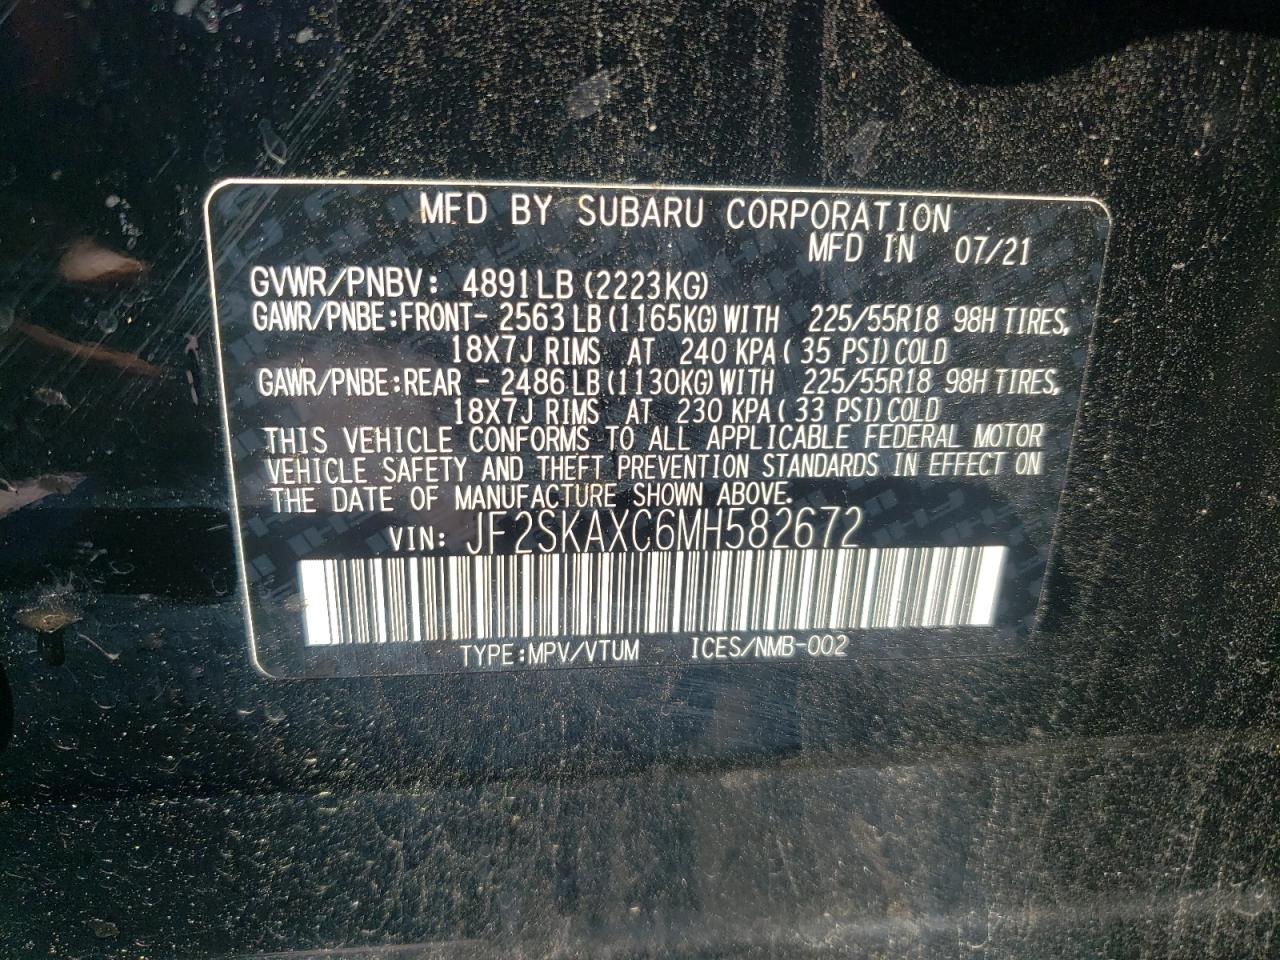 MFD BY SUBARU CORPORATION
MFD IN 07/21
GVWR/PNBV: 4891LB (2223KG)
GAWR/PNBE:FRONT- 2563 LB (1165KG) WITH 225/55R18 98H TIRES,
18X7J RIMS AT 240 KPA ( 35 PSI) COLD
GAWR/PNBE:REAR - 2486 LB (1130KG) WITH 225/55R18 98H TIRES,
18X7J RIMS AT 230 KPA ( 33 PSI) COLD
THIS VEHICLE CONFORMS TO ALL APPLICABLE FEDERAL MOTOR
VEHICLE SAFETY AND THEFT PREVENTION STANDARDS IN EFFECT ON
THE DATE OF MANUFACTURE SHOWN ABOVE.
VIN: JF2SKAXC6MH582672
TYPE:MPV/VTUM ICES/NMB-002